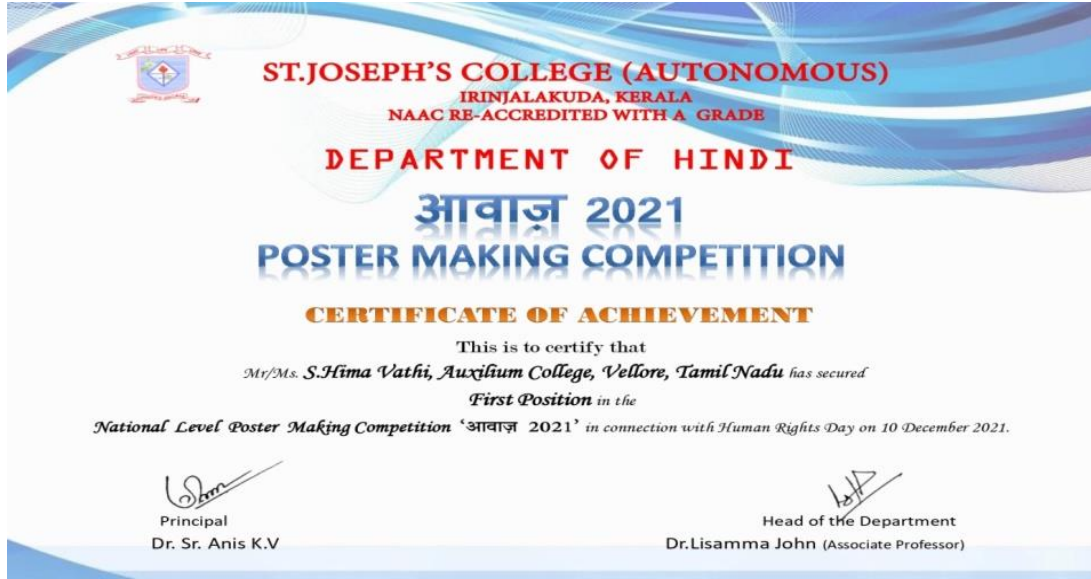 ST.JOSEPH'S COLLEGE (AUTONOMOUS)
IRINJALAKUDA, KERALA
NAAC RE-ACCREDITED WITH A GRADE
DEPARTMENT OF HINDI
आवाज़ 2021
POSTER MAKING COMPETITION
CERTIFICATE OF ACHIEVEMENT
This is to certify that
Mr/Ms. S.Hima Vathi, Auxilium College, Vellore, Tamil Nadu has secured
First Position in the
National Level Poster Making Competition 'आवाज़ 2021' in connection with Human Rights Day on 10 December 2021.
Principal
Dr. Sr. Anis K.V
Head of the Department
Dr.Lisamma John (Associate Professor)